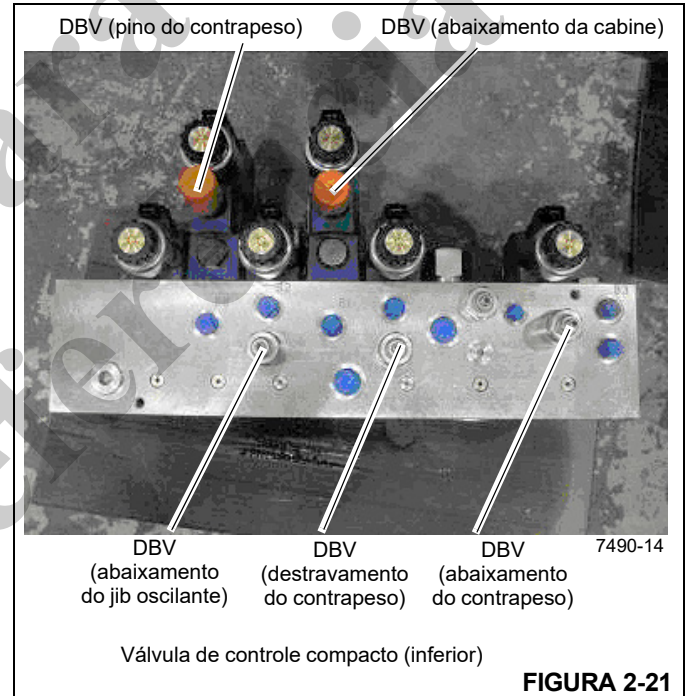 DBV (pino do contrapeso)
DBV (abaixamento da cabine)
DBV
(abaixamento
do jib oscilante)
DBV
(destravamento
do contrapeso)
DBV
(abaixamento
do contrapeso)
7490-14
Válvula de controle compacto (inferior)
FIGURA 2-21